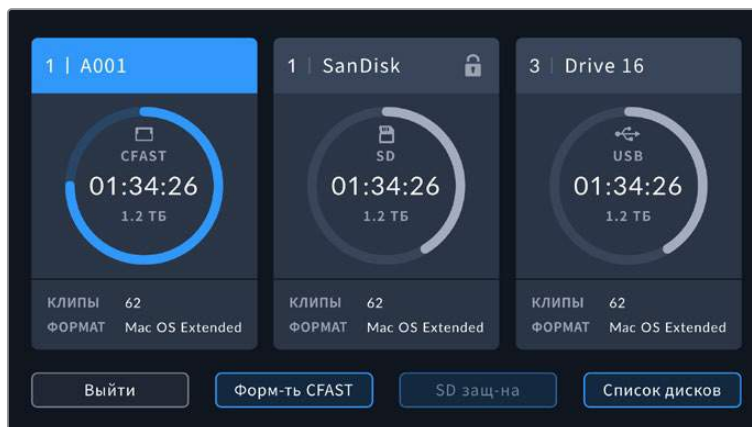 1 | A001
CFAST
01:34:26
1.2 ТБ
КЛИПЫ 62
ФОРМАТ Mac OS Extended
1 | SanDisk
SD
01:34:26
1.2 ТБ
КЛИПЫ 62
ФОРМАТ Mac OS Extended
3 | Drive 16
USB
01:34:26
1.2 ТБ
КЛИПЫ 62
ФОРМАТ Mac OS Extended
Выйти
Форм-ть CFAST
SD защ-на
Список дисков